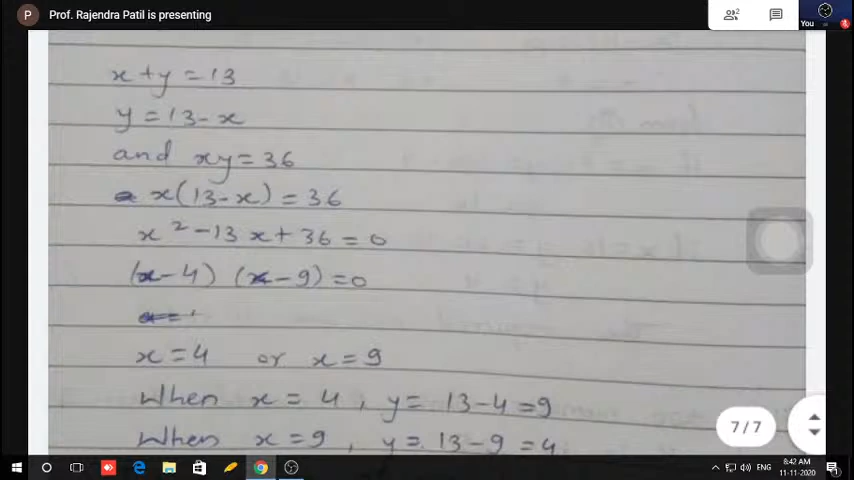 P Prof. Rajendra Patil is presenting
2
You
x + y = 13
y = 13 - x
and xy = 36
x(13 - x) = 36
x² - 13x + 36 = 0
(x - 4) (x - 9) = 0
x = 4 or x = 9
When x = 4, y = 13 - 4 = 9
When x = 9, y = 13 - 9 = 4
7 / 7
ENG
8:42 AM
11-11-2020